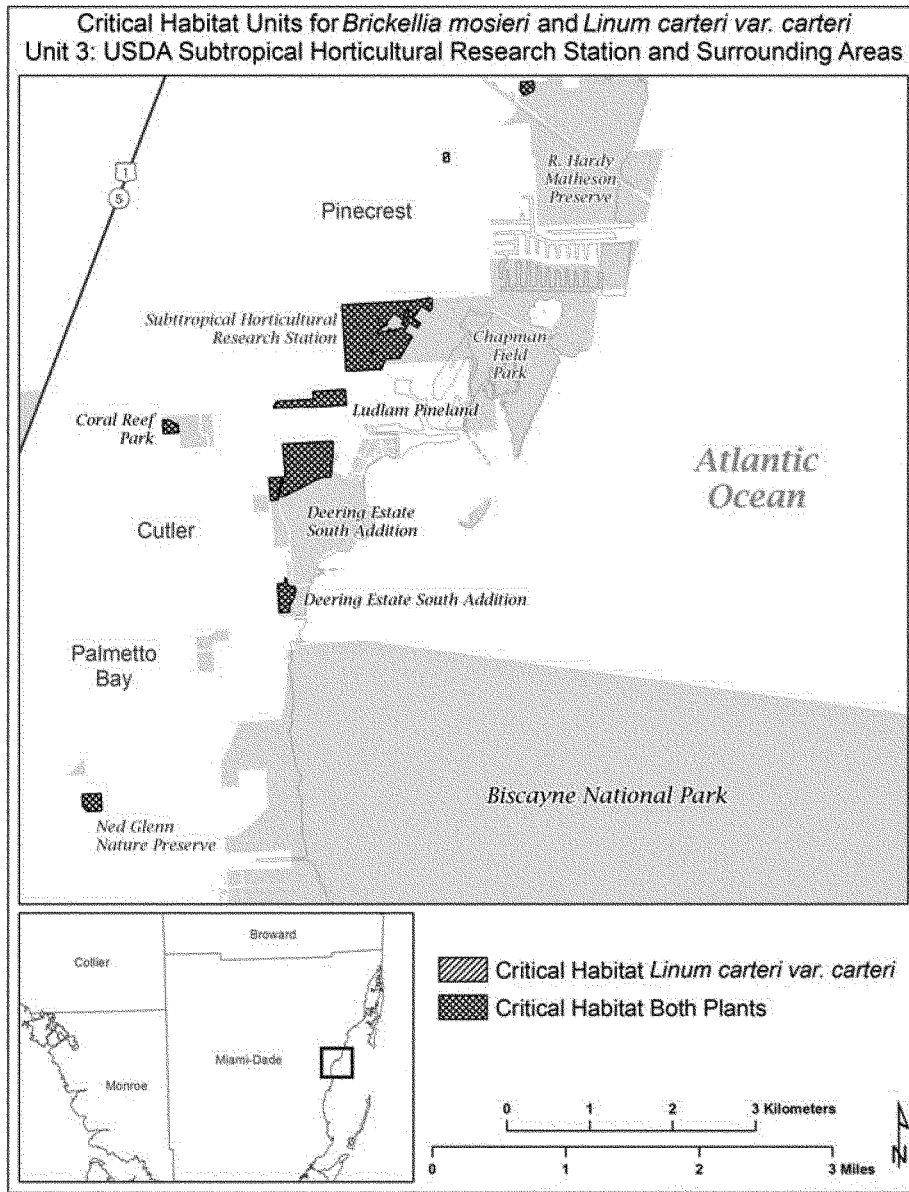 Critical Habitat Units for Brickellia mosieri and Linum carteri var. carteri
Unit 3: USDA Subtropical Horticultural Research Station and Surrounding Areas
1
5
R. Hardy
Matheson
Preserve
Pinecrest
Subttropical Horticultural
Research Station
Chapman
Field
Park
Coral Reef
Park
Ludlam Pineland
Atlantic
Ocean
Cutler
Deering Estate
South Addition
Deering Estate South Addition
Palmetto
Bay
Biscayne National Park
Ned Glenn
Nature Preserve
Broward
Collier
Miami-Dade
Monroe
Critical Habitat Linum carteri var. carteri
Critical Habitat Both Plants
0 1 2 3 Kilometers
0 1 2 3 Miles
N